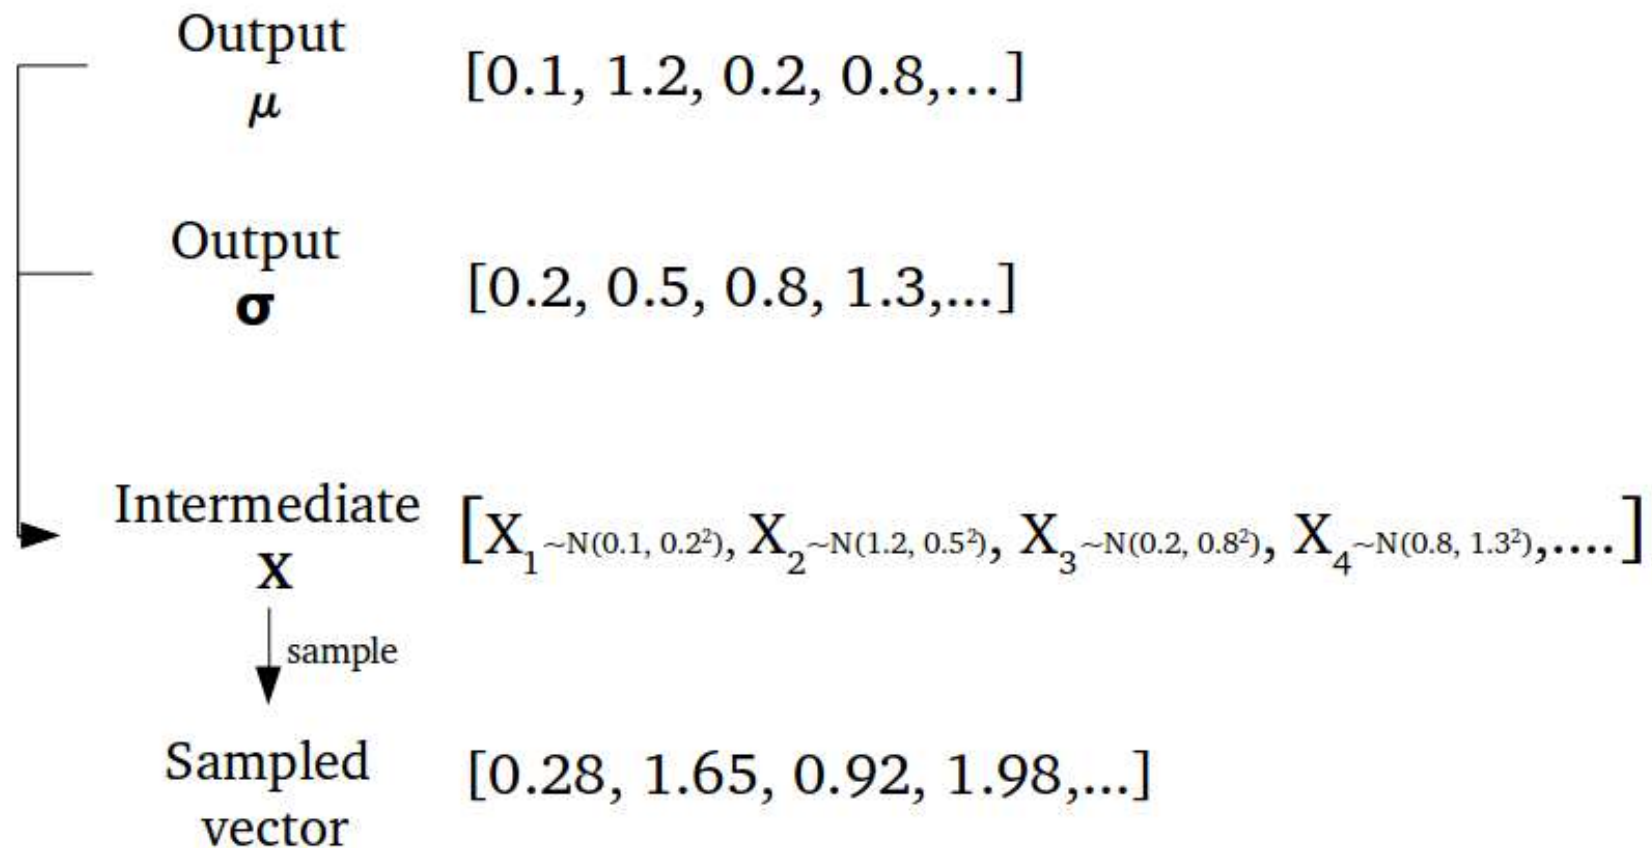 Output
μ
[0.1, 1.2, 0.2, 0.8,...]
Output
σ
[0.2, 0.5, 0.8, 1.3,...]
Intermediate
X
[X₁~N(0.1, 0.2²), X₂~N(1.2, 0.5²), X₃~N(0.2, 0.8²), X₄~N(0.8, 1.3²),....]
sample
Sampled
vector
[0.28, 1.65, 0.92, 1.98,...]